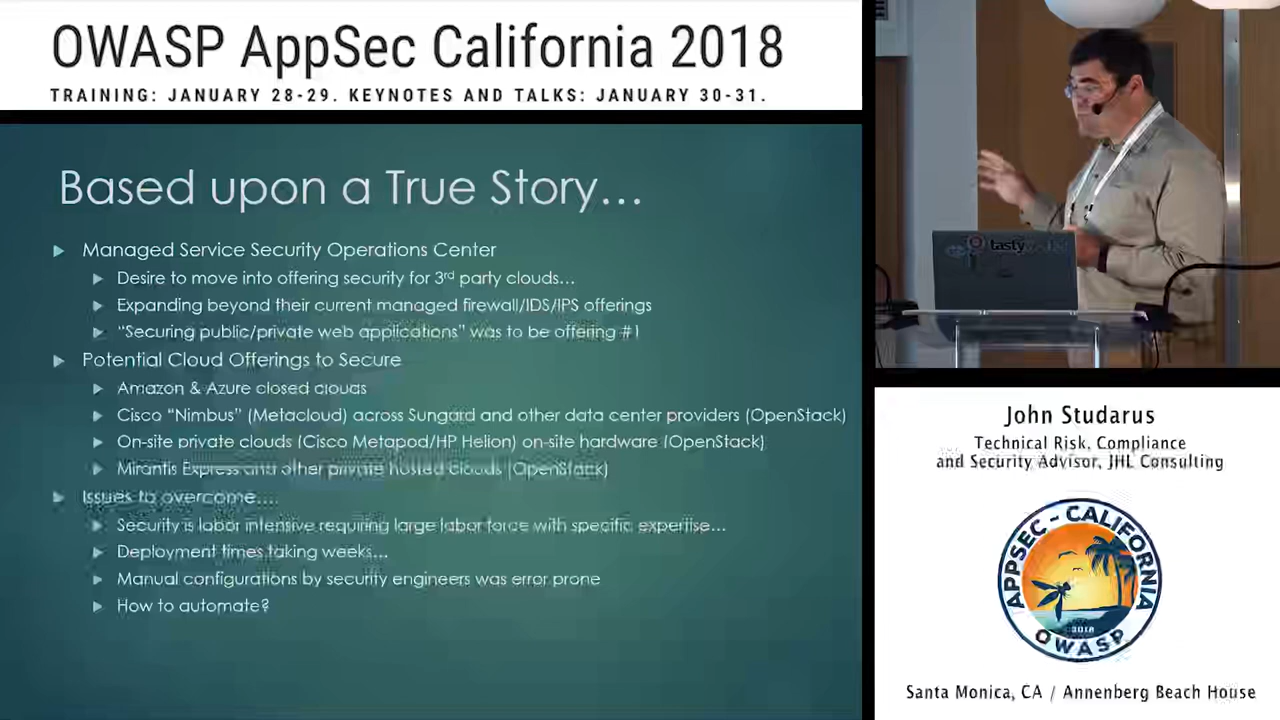 OWASP AppSec California 2018
TRAINING: JANUARY 28-29. KEYNOTES AND TALKS: JANUARY 30-31.
Based upon a True Story...
Managed Service Security Operations Center
Desire to move into offering security for 3rd party clouds...
Expanding beyond their current managed firewall/IDS/IPS offerings
"Securing public/private web applications" was to be offering #1
Potential Cloud Offerings to Secure
Amazon & Azure closed clouds
Cisco "Nimbus" (Metacloud) across Sungard and other data center providers (OpenStack)
On-site private clouds (Cisco Metapod/HP Helion) on-site hardware (OpenStack)
Mirantis Express and other private hosted clouds (OpenStack)
Issues to overcome....
Security is labor intensive requiring large labor force with specific expertise...
Deployment times taking weeks...
Manual configurations by security engineers was error prone
How to automate?
John Studarus
Technical Risk, Compliance
and Security Advisor, JHL Consulting
APPSEC - CALIFORNIA
2018
OWASP
Santa Monica, CA / Annenberg Beach House